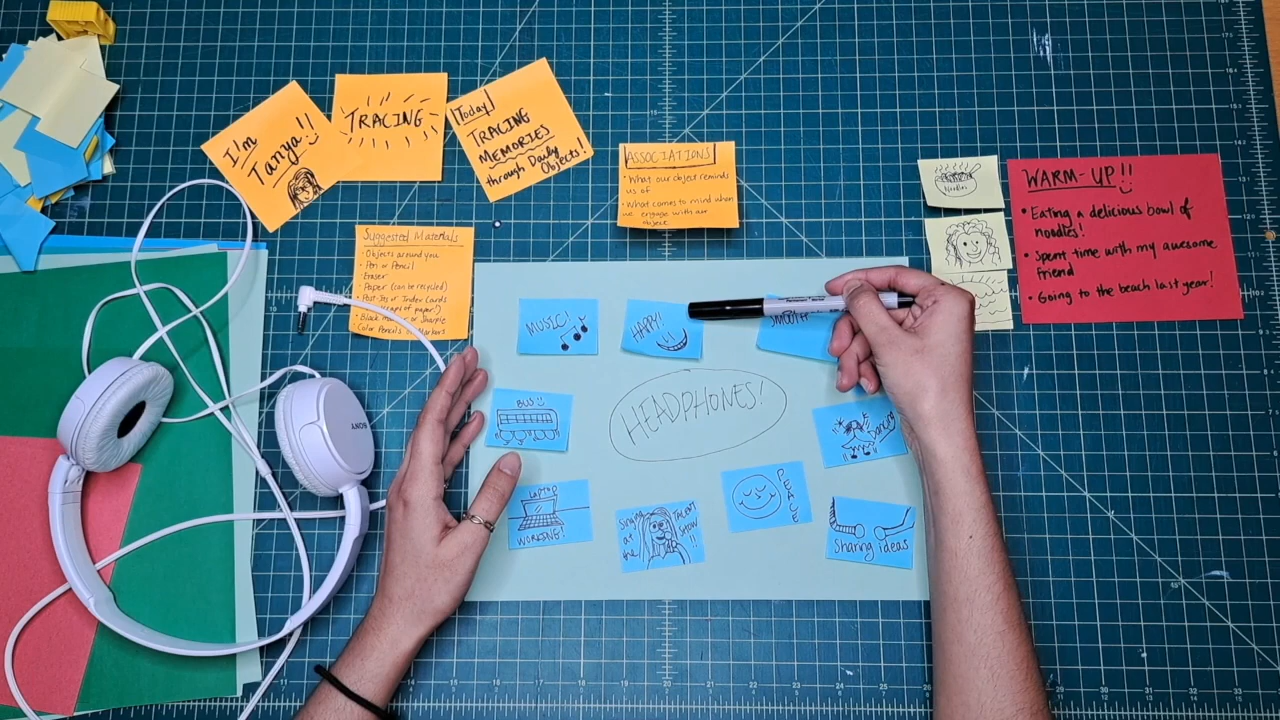 I'm
Tanya!!
TRACING
Today
TRACING
MEMORIES
through Daily
Objects!
ASSOCIATIONS
• What our object reminds
us of
• What comes to mind when
we engage with our
object
Noodles
WARM-UP!!
• Eating a delicious bowl of
noodles!
• Spent time with my awesome
friend
• Going to the beach last year!
Suggested Materials
• Objects around you
• Pen or Pencil
• Eraser
• Paper (can be recycled)
• Post-Its or Index Cards
scraps of paper!)
• Black marker or Sharpie
• Color Pencils or Markers
MUSIC!
HAPPY!!
HEADPHONES!
BUS
Dancing
LAPTOP
WORKING!
Singing
at
the
TALENT
SHOW
!!
PEACE
Sharing ideas
SONY